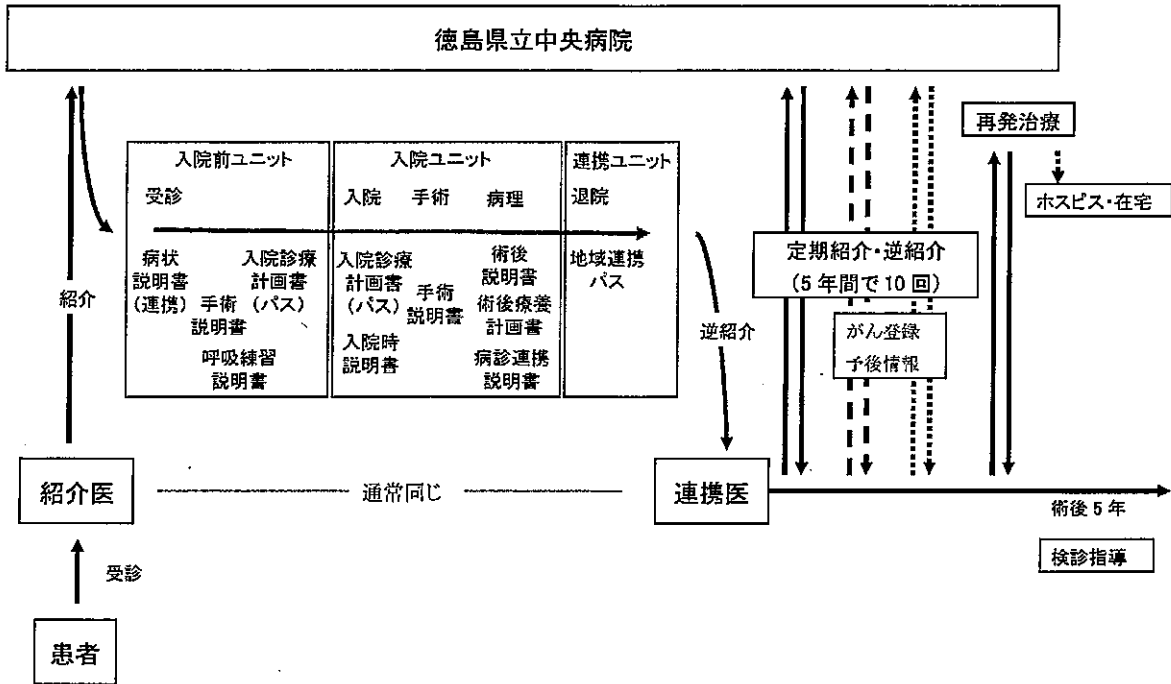 徳島県立中央病院
入院前ユニット
受診
病状
説明書
(連携)
手術
説明書
入院診療
計画書
(パス)
呼吸練習
説明書
入院ユニット
入院
手術
病理
入院診療
計画書
(パス)
手術
説明書
術後
説明書
術後療養
計画書
入院時
説明書
病診連携
説明書
連携ユニット
退院
地域連携
パス
紹介
逆紹介
定期紹介・逆紹介
(5年間で10回)
がん登録
予後情報
再発治療
ホスピス・在宅
紹介医
通常同じ
連携医
術後5年
検診指導
受診
患者